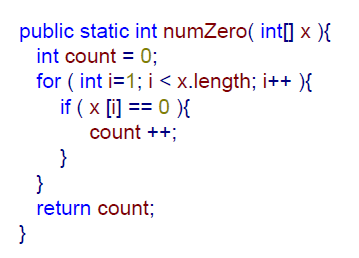 public static int numZero( int[] x ){
int count = 0;
for ( int i=1; i < x.length; i++ ){
if ( x [i] == 0 ){
count ++;
}
}
return count;
}